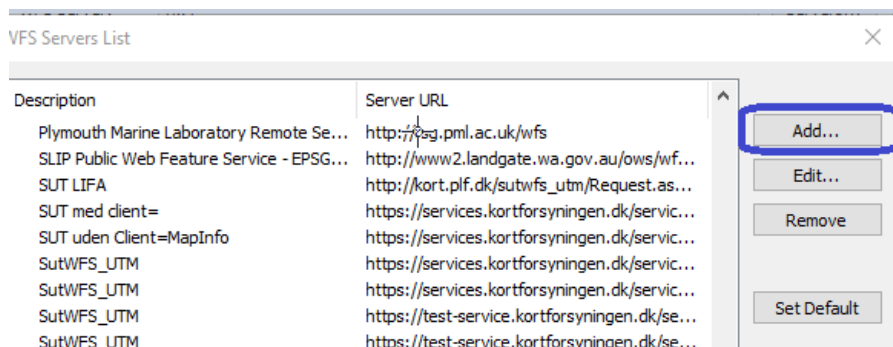 WFS Servers List
Description Server URL
Plymouth Marine Laboratory Remote Se... http://rsg.pml.ac.uk/wfs
SLIP Public Web Feature Service - EPSG... http://www2.landgate.wa.gov.au/ows/wf...
SUT LIFA http://kort.plf.dk/sutwfs_utm/Request.as...
SUT med client= https://services.kortforsyningen.dk/servic...
SUT uden Client=MapInfo https://services.kortforsyningen.dk/servic...
SutWFS_UTM https://services.kortforsyningen.dk/servic...
SutWFS_UTM https://services.kortforsyningen.dk/servic...
SutWFS_UTM https://test-service.kortforsyningen.dk/se...
SutWFS_UTM https://test-service.kortforsyningen.dk/se...
Add...
Edit...
Remove
Set Default